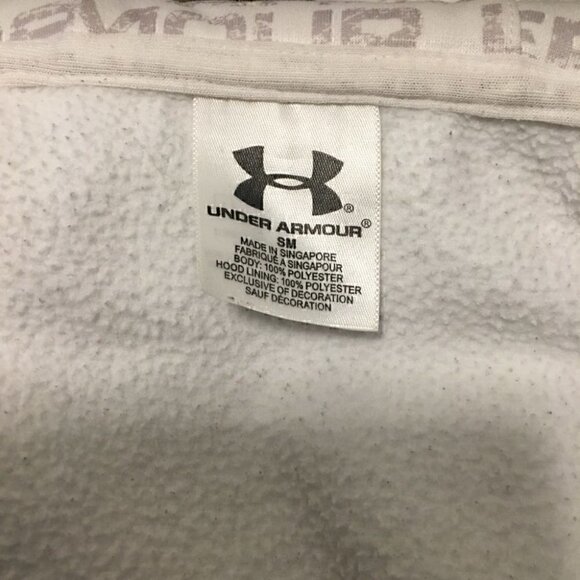 ARMOUR
UNDER ARMOUR®
SM
MADE IN SINGAPORE
FABRIQUÉ À SINGAPOUR
BODY: 100% POLYESTER
HOOD LINING: 100% POLYESTER
EXCLUSIVE OF DECORATION
SAUF DÉCORATION